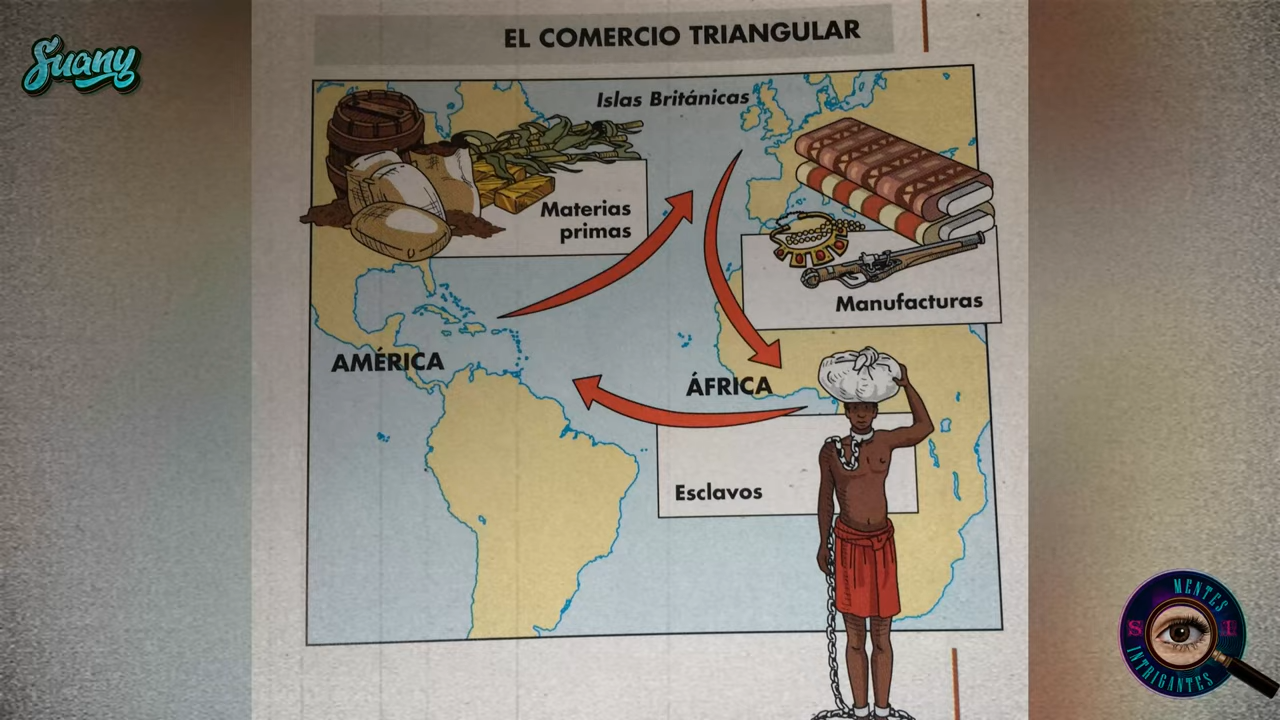 Suany
EL COMERCIO TRIANGULAR
Islas Británicas
Materias
primas
Manufacturas
AMÉRICA
ÁFRICA
Esclavos
MENTES
S I
INTRIGANTES